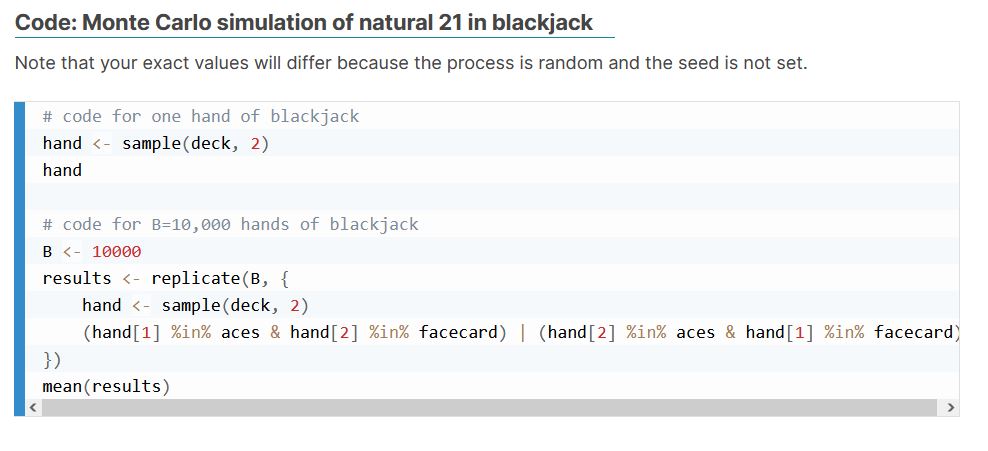 Code: Monte Carlo simulation of natural 21 in blackjack
Note that your exact values will differ because the process is random and the seed is not set.
# code for one hand of blackjack
hand <- sample(deck, 2)
hand
# code for B=10,000 hands of blackjack
B <- 10000
results <- replicate(B, {
    hand <- sample(deck, 2)
    (hand[1] %in% aces & hand[2] %in% facecard) | (hand[2] %in% aces & hand[1] %in% facecard)
})
mean(results)